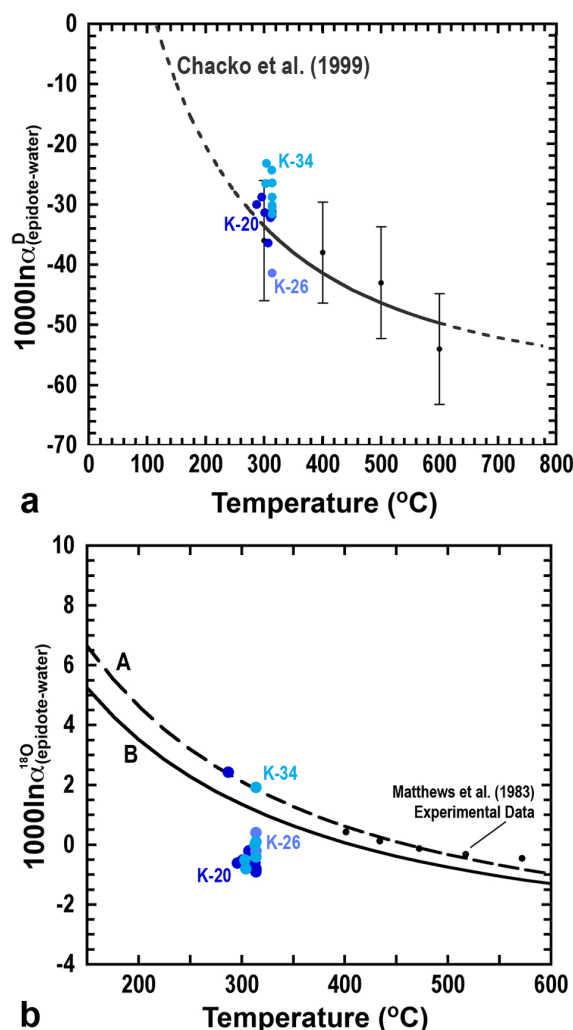 0
-10
-20
-30
-40
-50
-60
-70
1000lnα^D(epidote-water)
Chacko et al. (1999)
K-34
K-20
K-26
0 100 200 300 400 500 600 700 800
Temperature (°C)
a
10
8
6
4
2
0
-2
-4
1000lnα^18O(epidote-water)
A
B
K-34
Matthews et al. (1983)
Experimental Data
K-26
K-20
200 300 400 500 600
Temperature (°C)
b